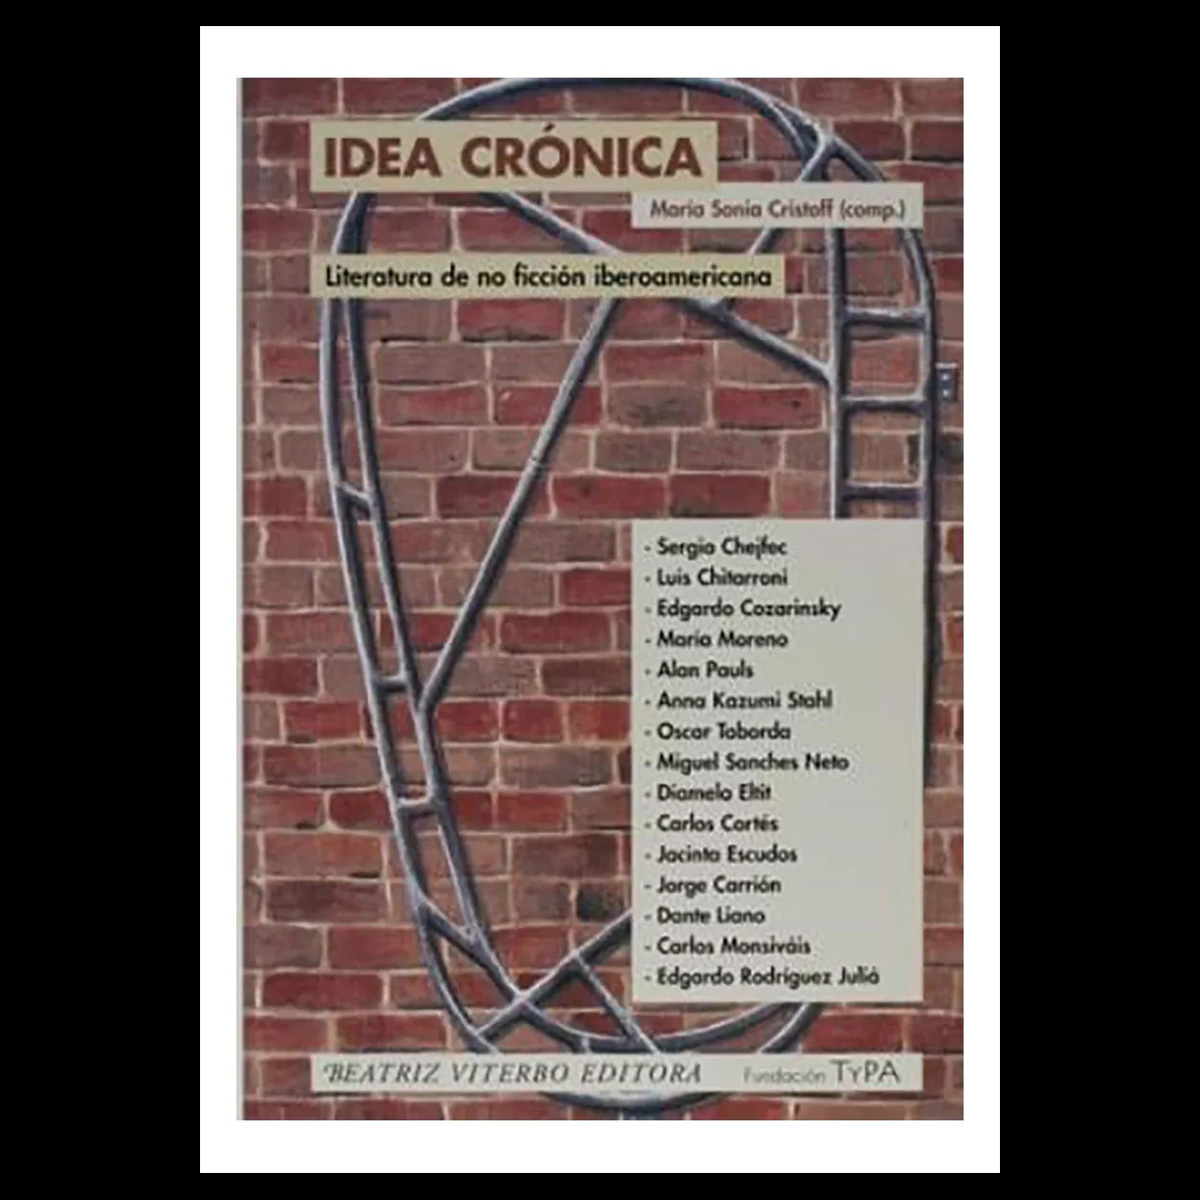 IDEA CRÓNICA
María Sonia Cristoff (comp.)
Literatura de no ficción iberoamericana
- Sergio Chejfec
- Luis Chitarroni
- Edgardo Cozarinsky
- María Moreno
- Alan Pauls
- Anna Kazumi Stahl
- Oscar Taborda
- Miguel Sanches Neto
- Diamela Eltit
- Carlos Cortés
- Jacinta Escudos
- Jorge Carrión
- Dante Liano
- Carlos Monsiváis
- Edgardo Rodríguez Juliá
BEATRIZ VITERBO EDITORA
Fundación TyPA